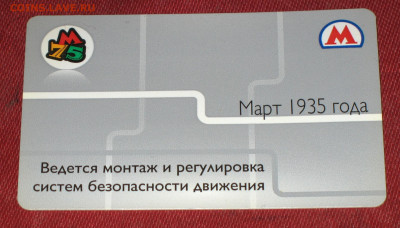 COINS.LAVE.RU
М
75
М
Март 1935 года
Ведется монтаж и регулировка
систем безопасности движения